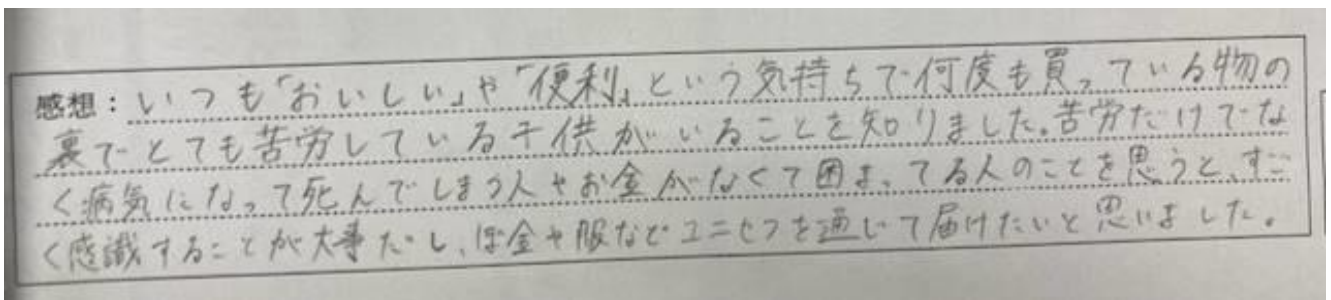 感想：いつも「おいしい」や「便利」という気持ちで何度も買っている物の
裏でとても苦労している子供がいることを知りました。苦労だけでな
く病気になって死んでしまう人やお金がなくて困まってる人のことを思うと、すご
く感識することが大事だし、ぼ金や服などユニセフを通じて届けたいと思いました。